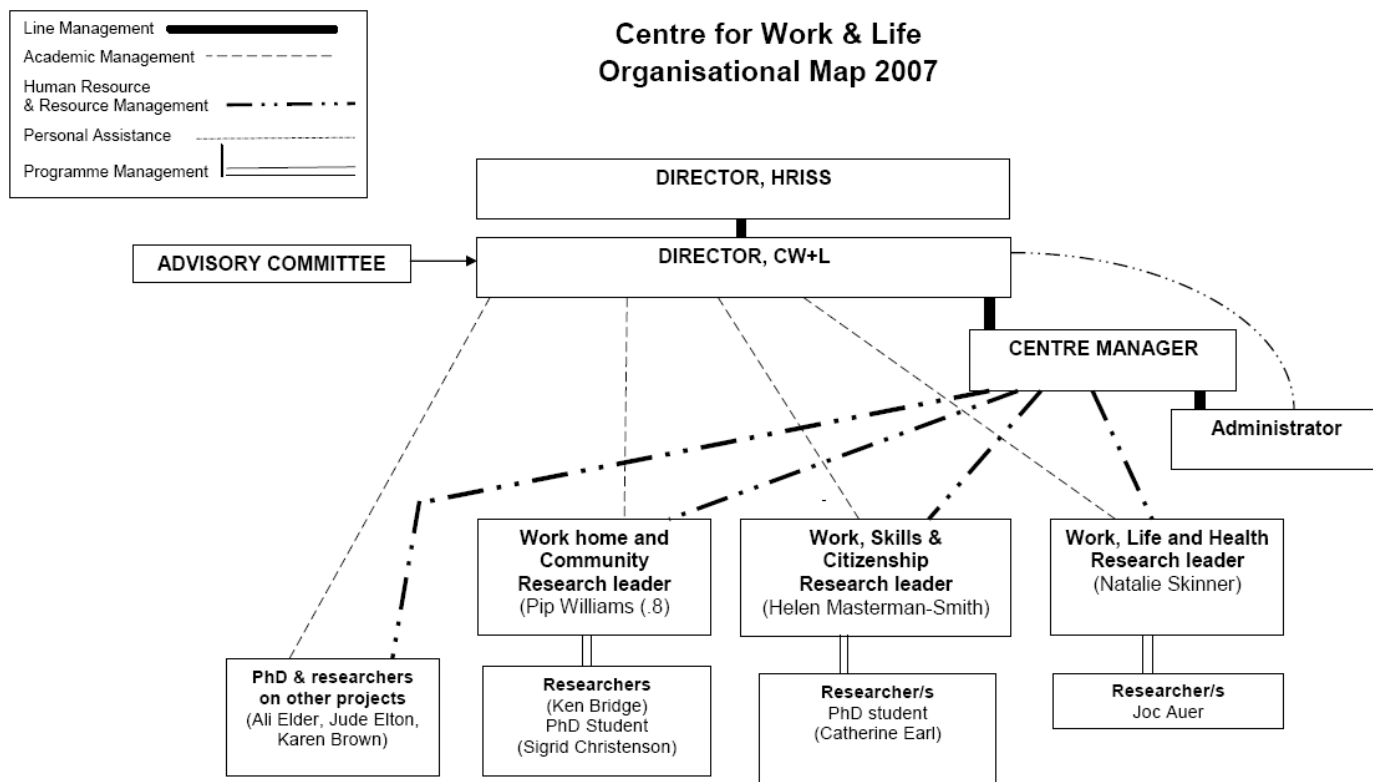 Line Management
Academic Management
Human Resource
& Resource Management
Personal Assistance
Programme Management
Centre for Work & Life
Organisational Map 2007
DIRECTOR, HRISS
ADVISORY COMMITTEE
DIRECTOR, CW+L
CENTRE MANAGER
Administrator
Work home and
Community
Research leader
(Pip Williams (.8)
Work, Skills &
Citizenship
Research leader
(Helen Masterman-Smith)
Work, Life and Health
Research leader
(Natalie Skinner)
PhD & researchers
on other projects
(Ali Elder, Jude Elton,
Karen Brown)
Researchers
(Ken Bridge)
PhD Student
(Sigrid Christenson)
Researcher/s
PhD student
(Catherine Earl)
Researcher/s
Joc Auer